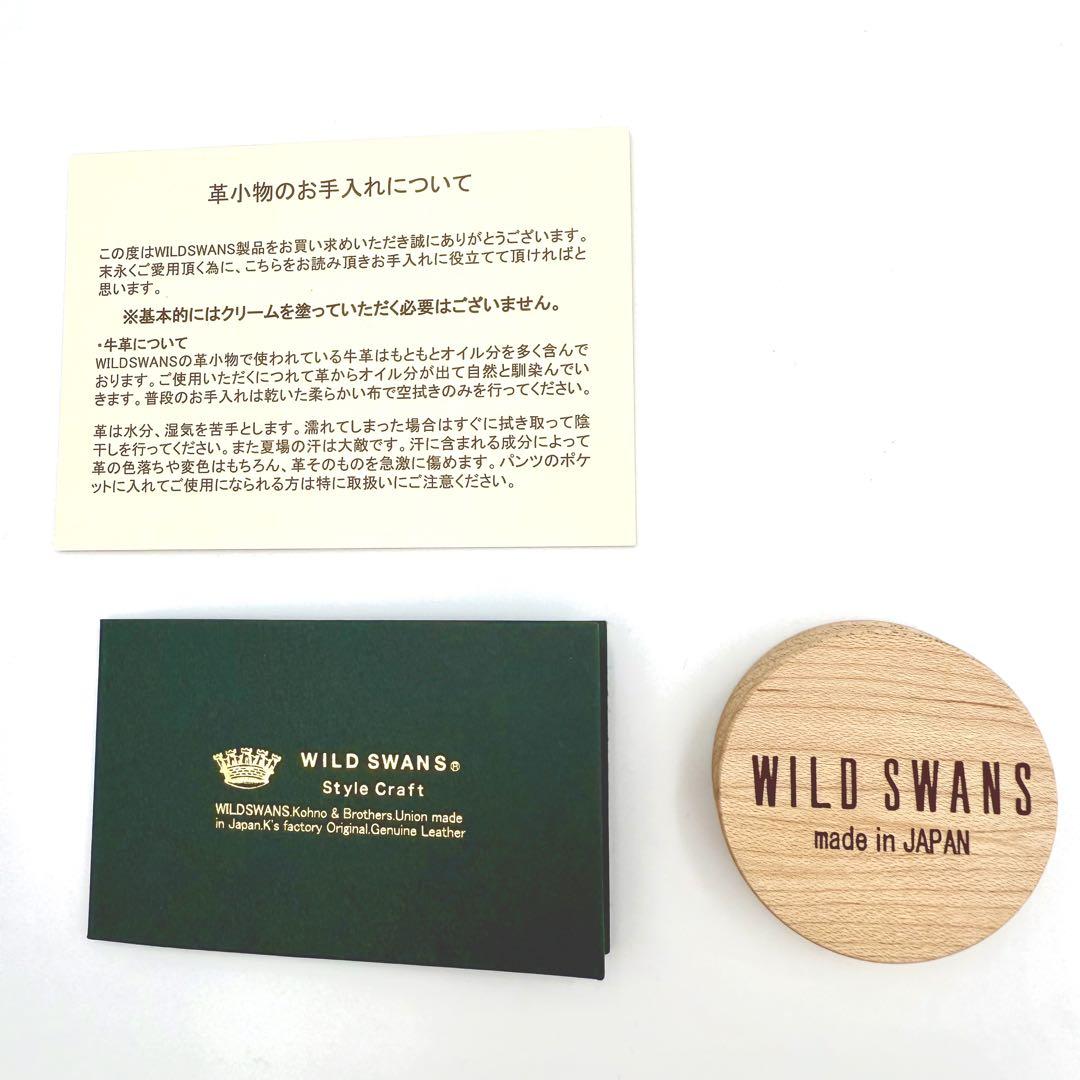 革小物のお手入れについて
この度はWILDSWANS製品をお買い求めいただき誠にありがとうございます。
末永くご愛用頂く為に、こちらをお読み頂きお手入れに役立てて頂ければと
思います。
※基本的にはクリームを塗っていただく必要はございません。
・牛革について
WILDSWANSの革小物で使われている牛革はもともとオイル分を多く含んで
おります。ご使用いただくにつれて革からオイル分が出て自然と馴染んでい
きます。普段のお手入れは乾いた柔らかい布で空拭きのみを行ってください。
革は水分、湿気を苦手とします。濡れてしまった場合はすぐに拭き取って陰
干しを行ってください。また夏場の汗は大敵です。汗に含まれる成分によって
革の色落ちや変色はもちろん、革そのものを急激に傷めます。パンツのポケ
ットに入れてご使用になられる方は特に取扱いにご注意ください。
WILD SWANS®
Style Craft
WILDSWANS.Kohno & Brothers.Union made
in Japan.K's factory Original.Genuine Leather
WILD SWANS
made in JAPAN